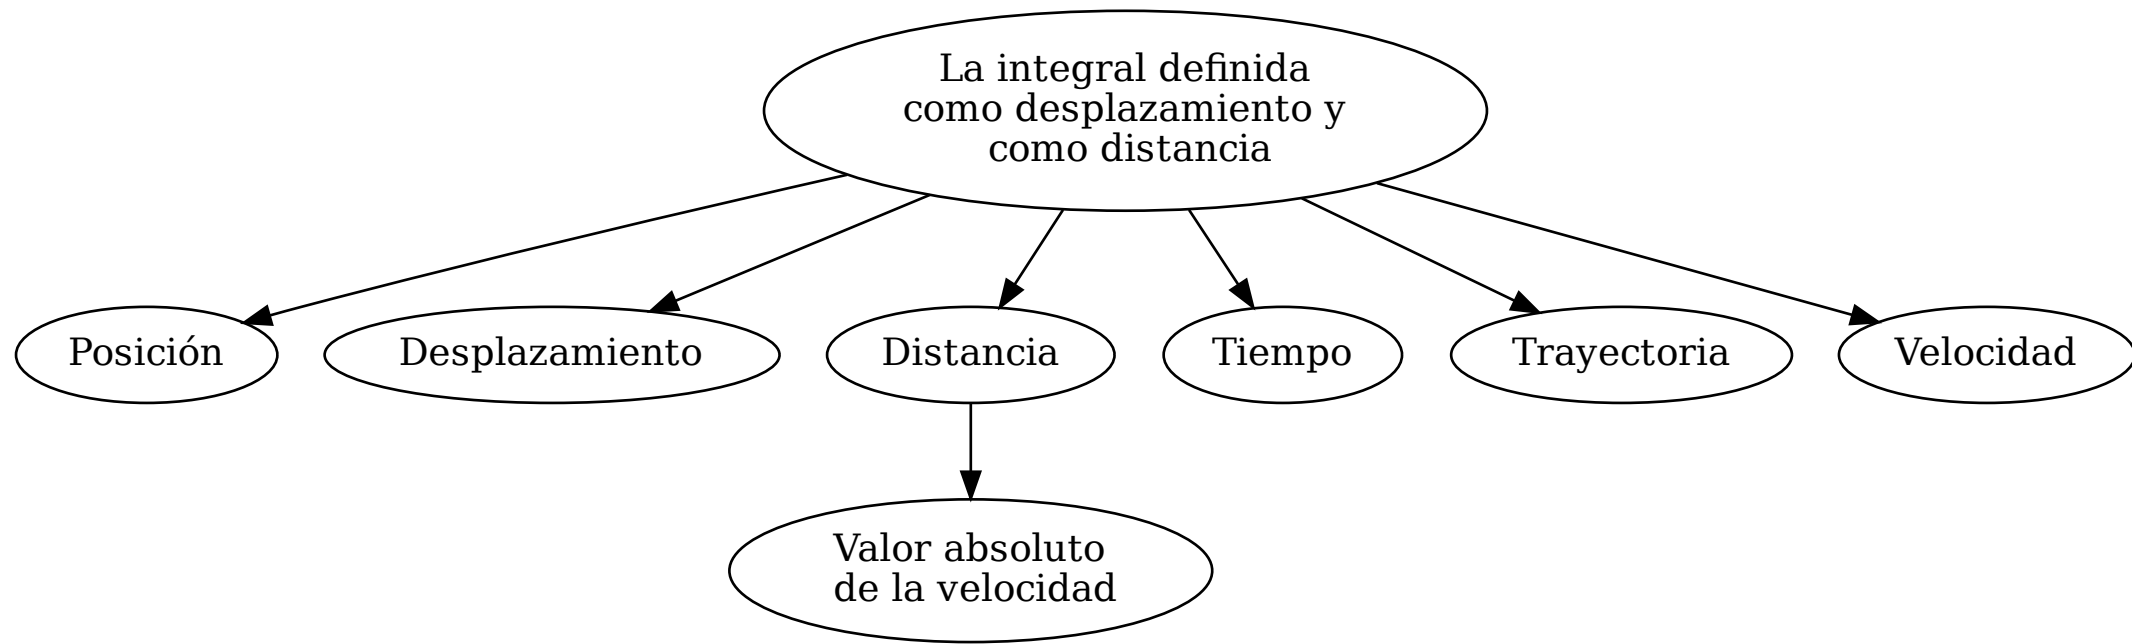 La integral definida
como desplazamiento y
como distancia
Posición
Desplazamiento
Distancia
Tiempo
Trayectoria
Velocidad
Valor absoluto
de la velocidad